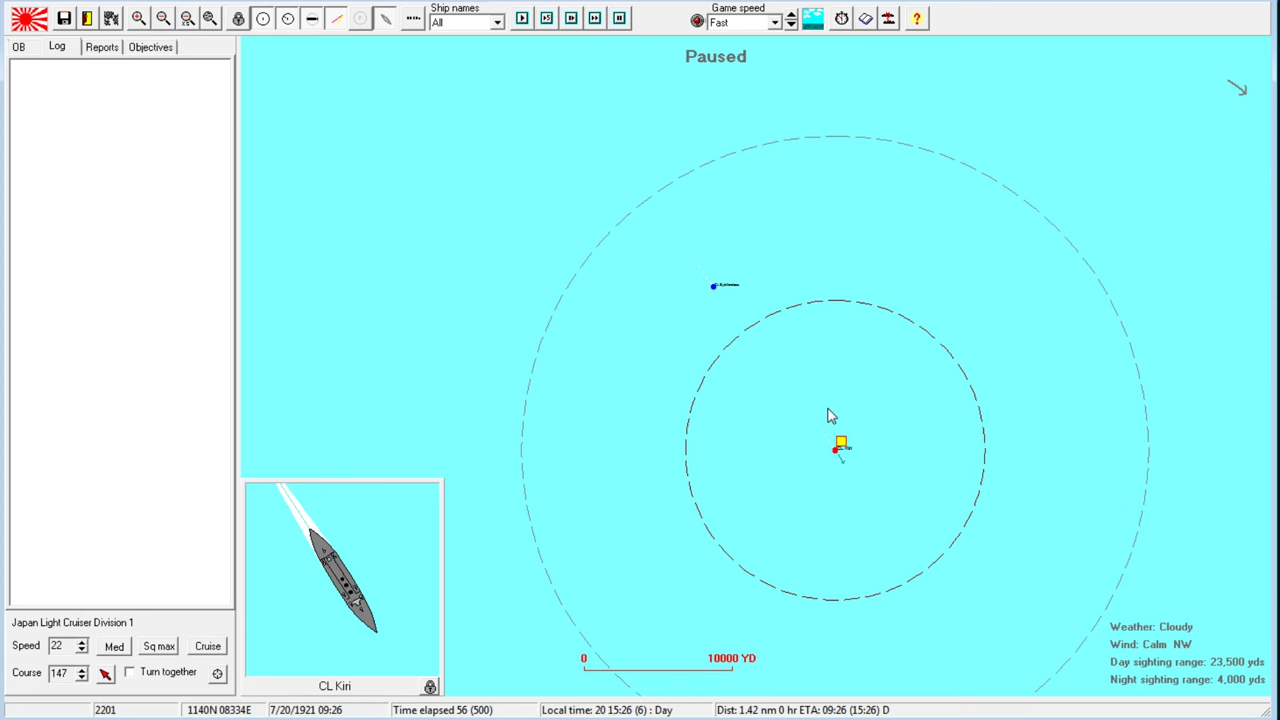 Ship names
All
Game speed
Fast
OB
Log
Reports
Objectives
Paused
Japan Light Cruiser Division 1
Speed
22
Med
Sq max
Cruise
Course
147
Turn together
CL Kiri
0
10000 YD
Weather: Cloudy
Wind: Calm NW
Day sighting range: 23,500 yds
Night sighting range: 4,000 yds
2201
1140N 08334E
7/20/1921 09:26
Time elapsed 56 (500)
Local time: 20 15:26 (6) : Day
Dist: 1.42 nm 0 hr ETA: 09:26 (15:26) D